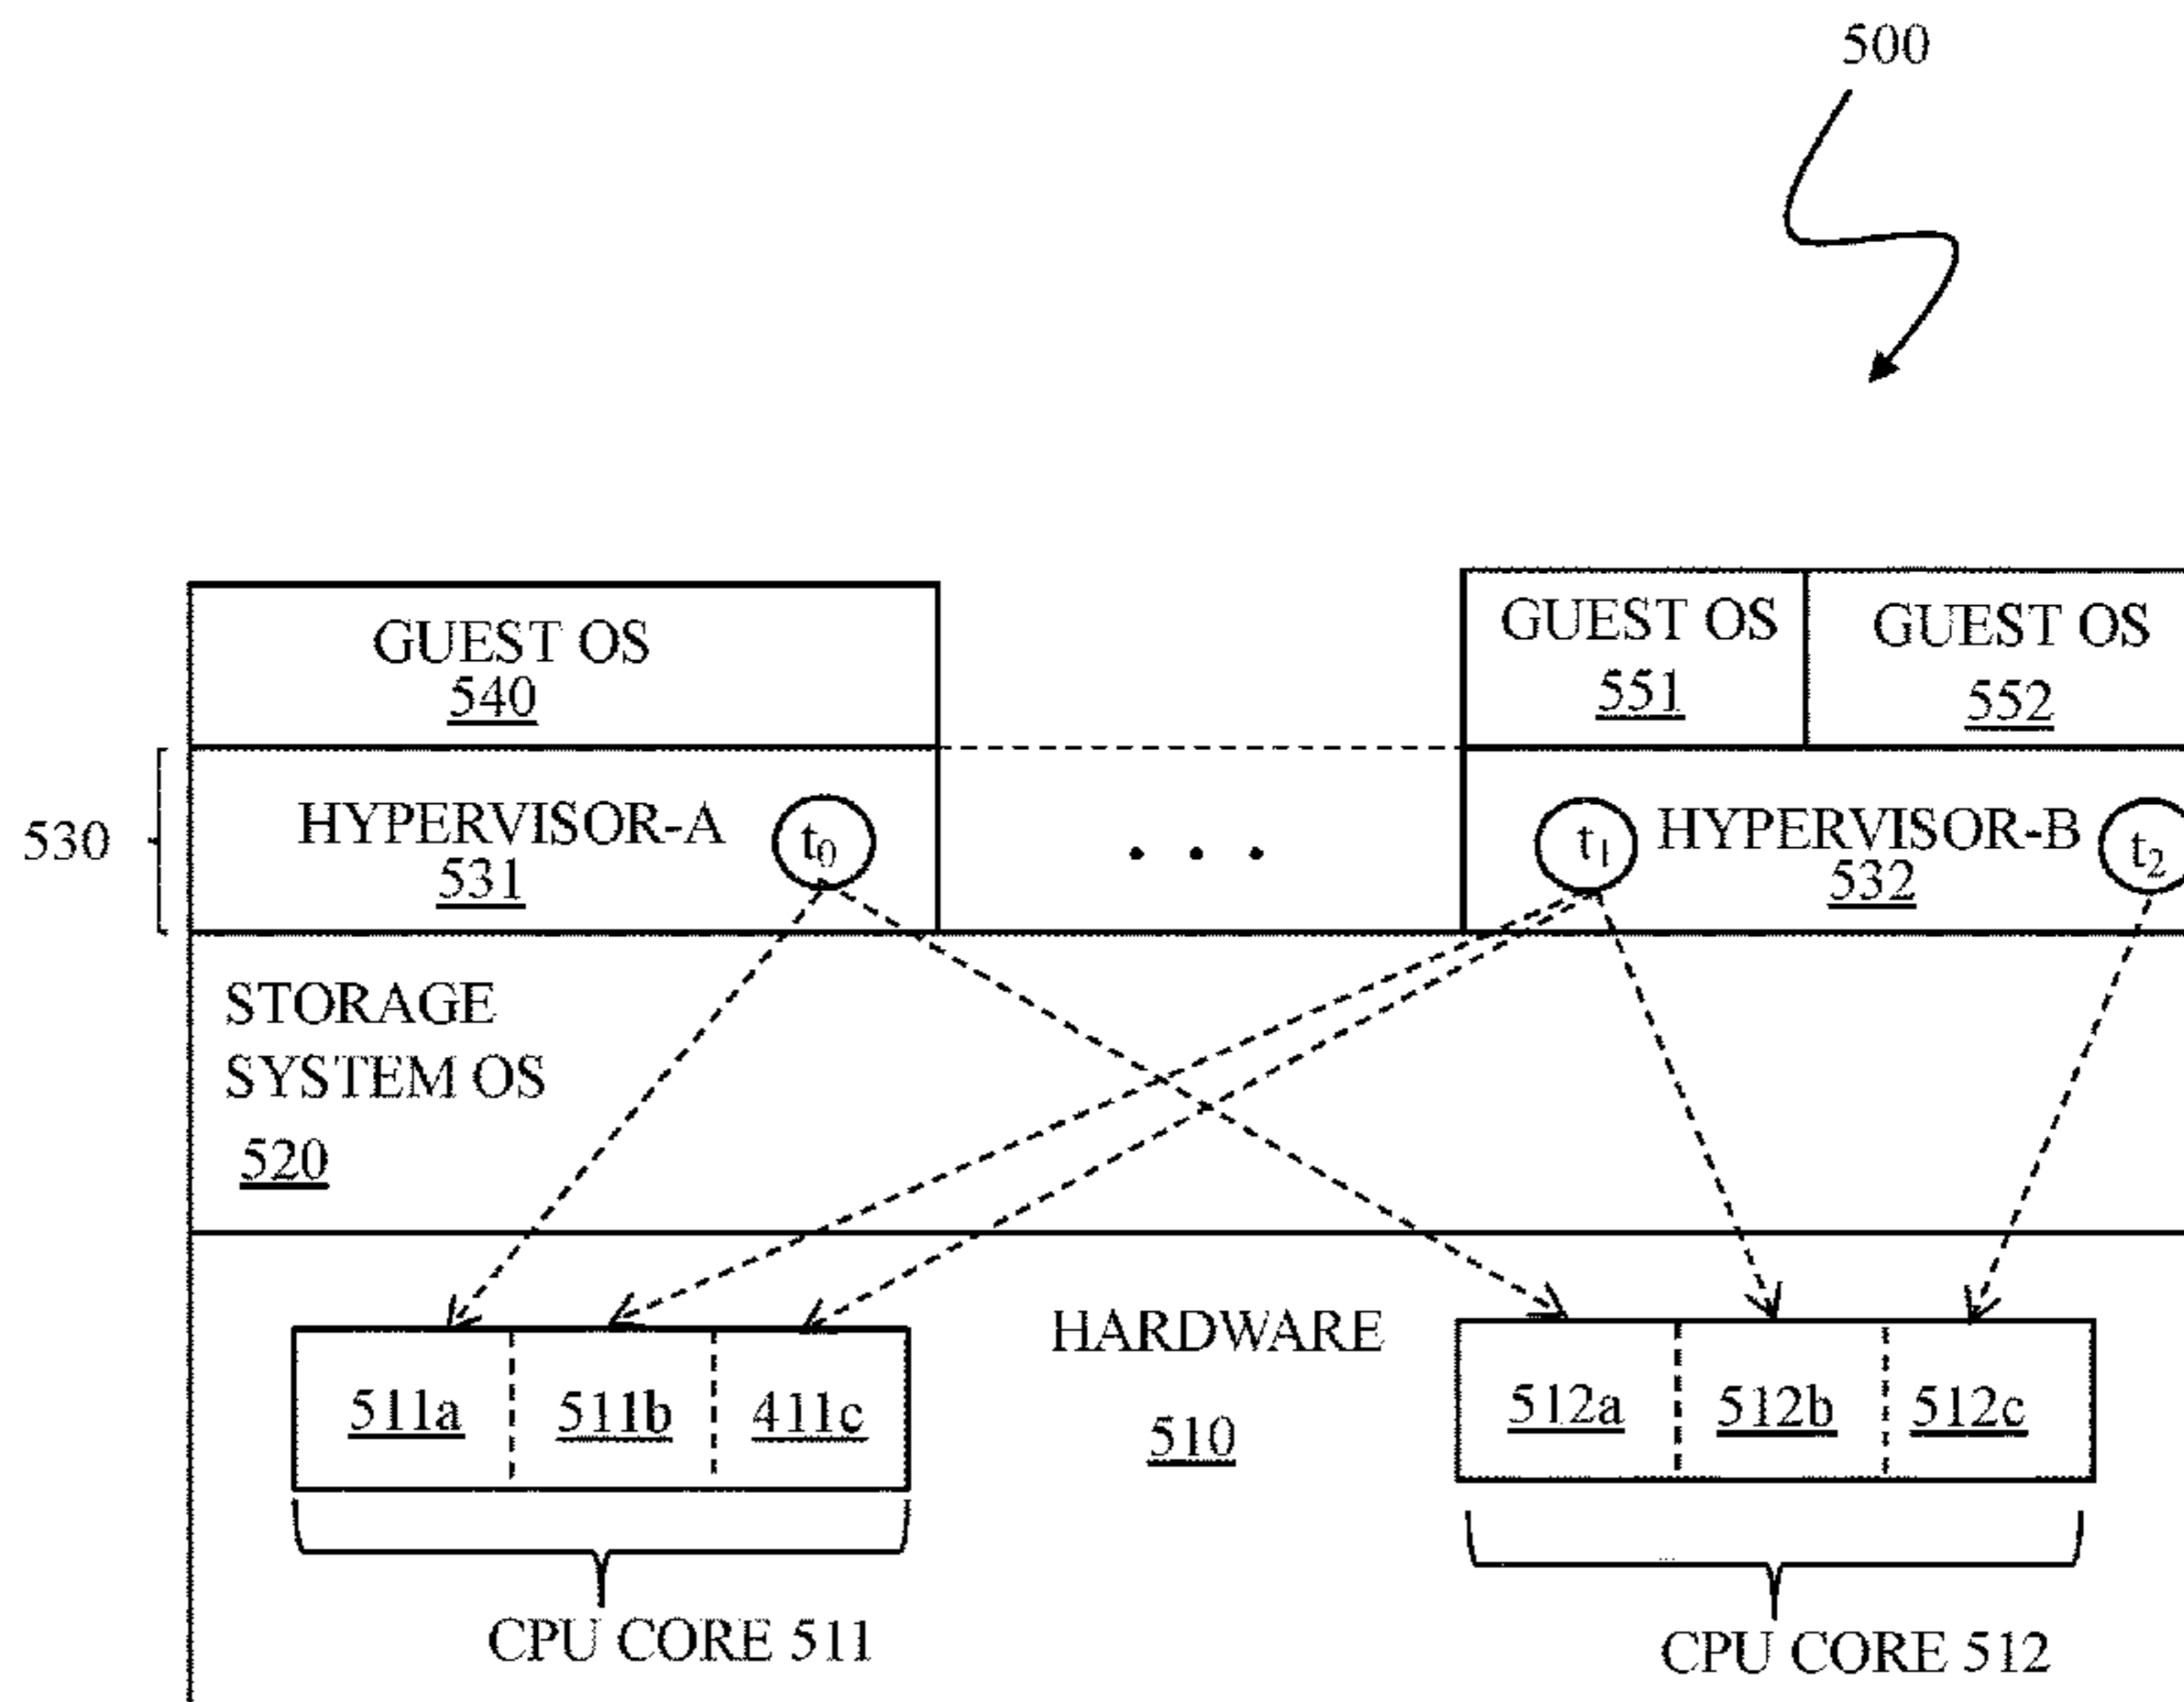 500
GUEST OS
540
GUEST OS
551
GUEST OS
552
530
HYPERVISOR-A
531
t0
. . .
t1
HYPERVISOR-B
532
t2
STORAGE
SYSTEM OS
520
511a
511b
411c
HARDWARE
510
512a
512b
512c
CPU CORE 511
CPU CORE 512